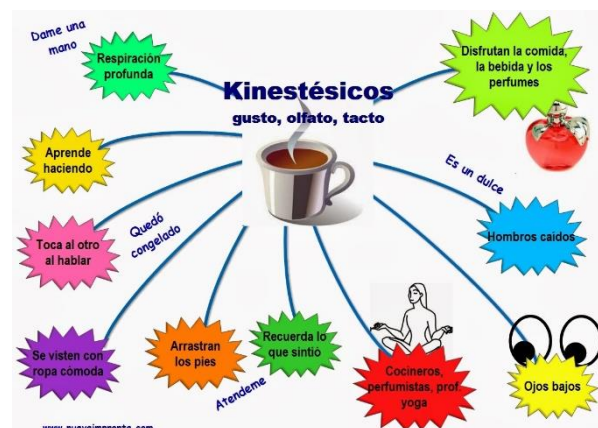 Dame una
mano
Respiración
profunda
Kinestésicos
gusto, olfato, tacto
Disfrutan la comida,
la bebida y los
perfumes
Aprende
haciendo
Es un dulce
Toca al otro
al hablar
Quedó
congelado
Hombros caidos
Se visten con
ropa cómoda
Arrastran
los pies
Atendeme
Recuerda lo
que sintió
Cocineros,
perfumistas, prof.
yoga
Ojos bajos